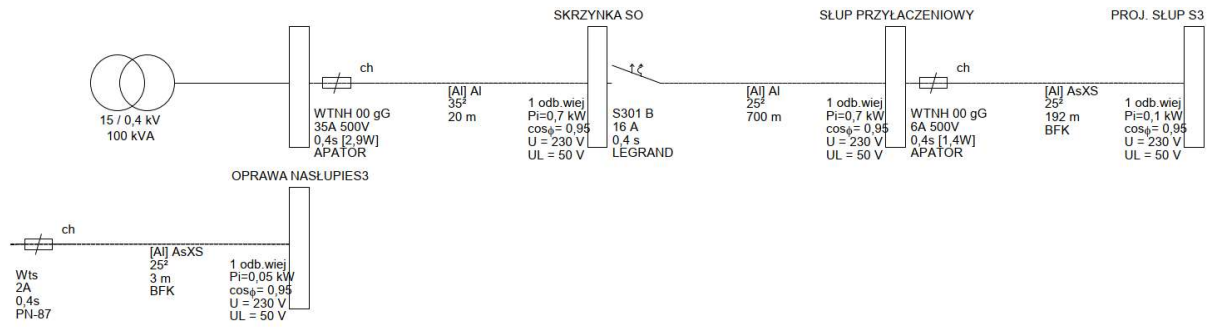 SKRZYNKA SO
SŁUP PRZYŁACZENIOWY
PROJ. SŁUP S3
15 / 0,4 kV
100 kVA
ch
WTNH 00 gG
35A 500V
0,4s [2,9W]
APATOR
[Al] Al
35²
20 m
1 odb.wiej
Pi=0,7 kW
cosϕ= 0,95
U = 230 V
UL = 50 V
S301 B
16 A
0,4 s
LEGRAND
[Al] Al
25²
700 m
1 odb.wiej
Pi=0,7 kW
cosϕ= 0,95
U = 230 V
UL = 50 V
ch
WTNH 00 gG
6A 500V
0,4s [1,4W]
APATOR
[Al] AsXS
25²
192 m
BFK
1 odb.wiej
Pi=0,1 kW
cosϕ= 0,95
U = 230 V
UL = 50 V
OPRAWA NASŁUPIES3
ch
Wts
2A
0,4s
PN-87
[Al] AsXS
25²
3 m
BFK
1 odb.wiej
Pi=0,05 kW
cosϕ= 0,95
U = 230 V
UL = 50 V